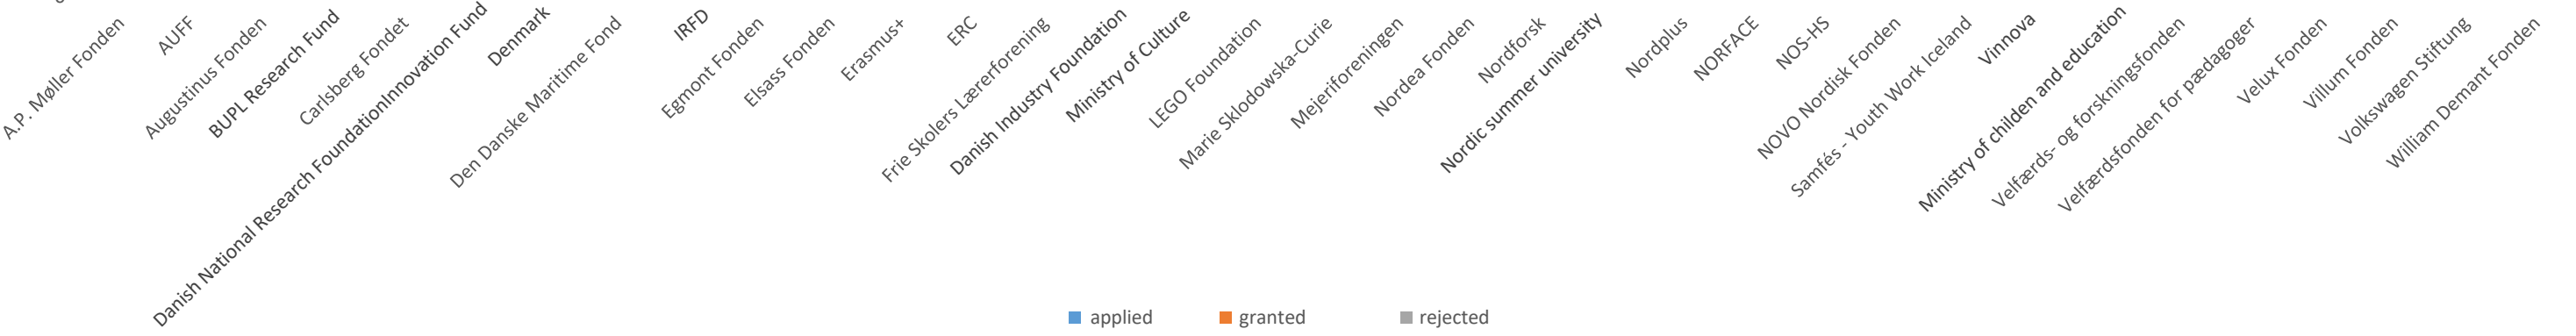 A.P. Møller Fonden
AUFF
Augustinus Fonden
BUPL Research Fund
Carlsberg Fondet
Danish National Research FoundationInnovation Fund
Denmark
Den Danske Maritime Fond
IRFD
Egmont Fonden
Elsass Fonden
Erasmus+
ERC
Frie Skolers Lærerforening
Danish Industry Foundation
Ministry of Culture
LEGO Foundation
Marie Sklodowska-Curie
Mejeriforeningen
Nordea Fonden
Nordforsk
Nordic summer university
Nordplus
NORFACE
NOS-HS
NOVO Nordisk Fonden
Samfés - Youth Work Iceland
Vinnova
Ministry of childen and education
Velfærds- og forskningsfonden
Velfærdsfonden for pædagoger
Velux Fonden
Villum Fonden
Volkswagen Stiftung
William Demant Fonden
applied granted rejected